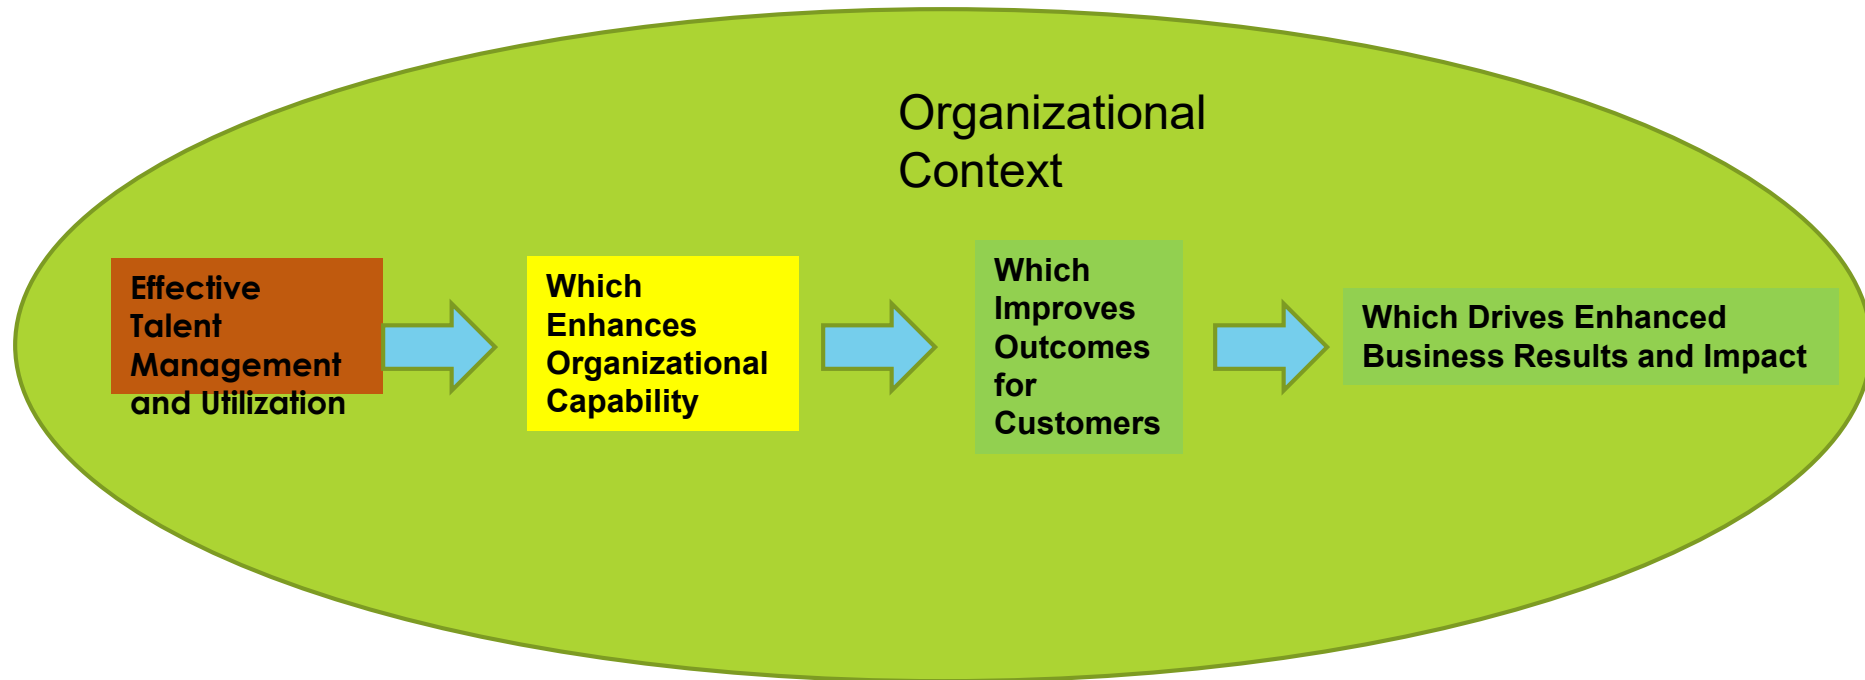 Organizational
Context
Effective
Talent
Management
and Utilization
Which
Enhances
Organizational
Capability
Which
Improves
Outcomes
for
Customers
Which Drives Enhanced
Business Results and Impact